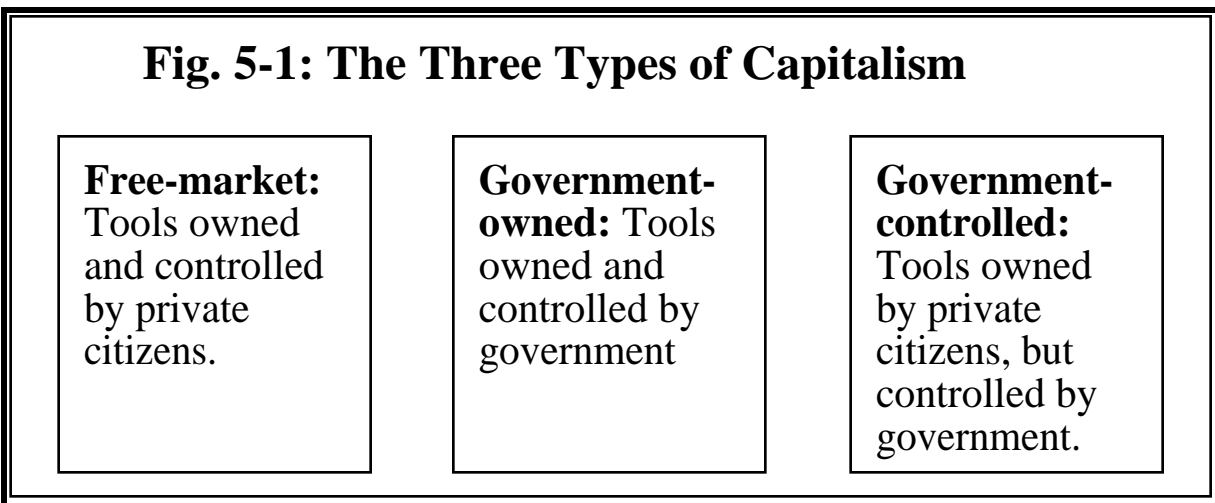 Fig. 5-1: The Three Types of Capitalism
Free-market:
Tools owned
and controlled
by private
citizens.
Government-
owned: Tools
owned and
controlled by
government
Government-
controlled:
Tools owned
by private
citizens, but
controlled by
government.